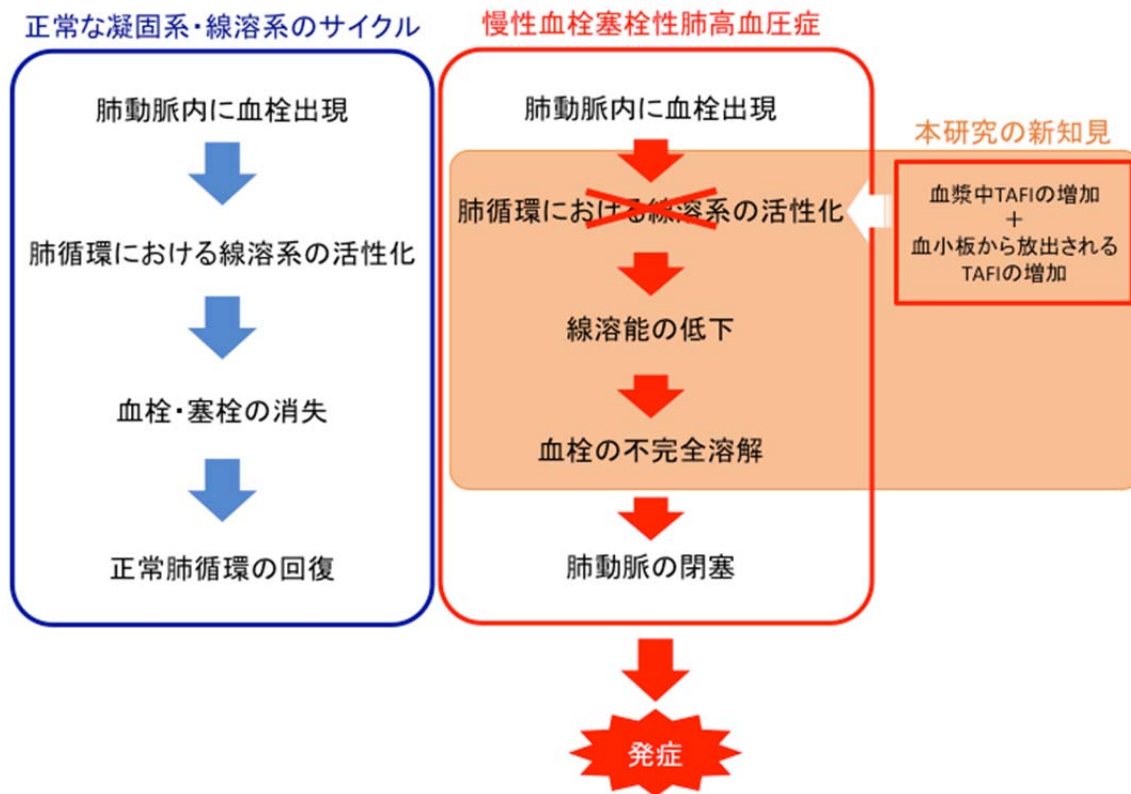 正常な凝固系・線溶系のサイクル
肺動脈内に血栓出現
肺循環における線溶系の活性化
血栓・塞栓の消失
正常肺循環の回復
慢性血栓塞栓性肺高血圧症
肺動脈内に血栓出現
肺循環における線溶系の活性化
線溶能の低下
血栓の不完全溶解
肺動脈の閉塞
発症
本研究の新知見
血漿中TAFIの増加
+
血小板から放出される
TAFIの増加